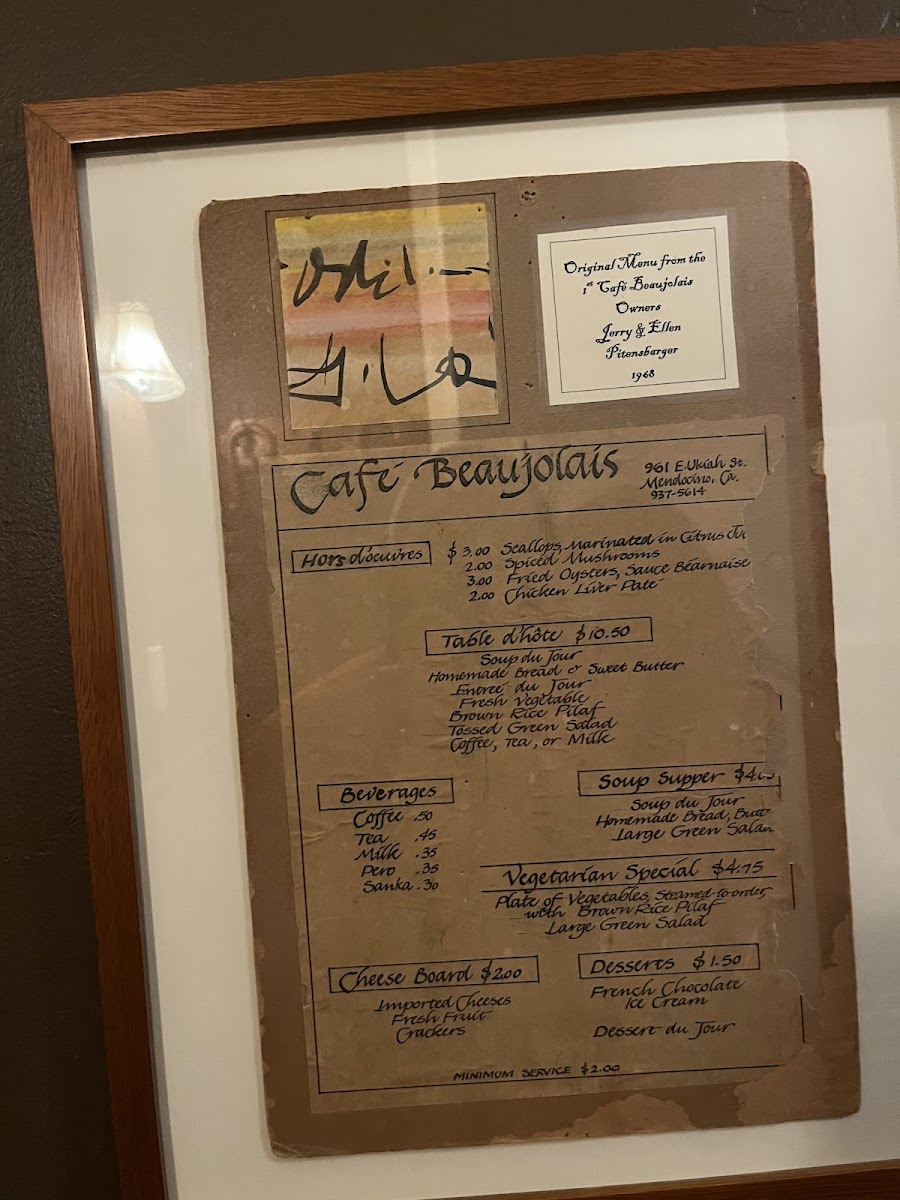 Original Menu from the
1st Café Beaujolais
Owners
Jerry & Ellen
Pitensbarger
1968
Café Beaujolais
961 E. Ukiah St.
Mendocino, Ca.
937-5614
Hors d'oeuvres
$3.00 Scallops Marinated in Citrus
2.00 Spiced Mushrooms
3.00 Fried Oysters, Sauce Béarnaise
2.00 Chicken Liver Paté
Table d'hôte $10.50
Soup du Jour
Homemade Bread & Sweet Butter
Entreé du Jour
Fresh Vegetable
Brown Rice Pilaf
Tossed Green Salad
Coffee, Tea, or Milk
Beverages
Coffee .50
Tea .45
Milk .35
Pero .35
Sanka .30
Soup Supper
Soup du Jour
Homemade Bread,
Large Green
Vegetarian Special $4.75
Plate of Vegetables, Steamed-to-order,
with Brown Rice Pilaf
Large Green Salad
Cheese Board $2.00
Imported Cheeses
Fresh Fruit
Crackers
Desserts $1.50
French Chocolate
Ice Cream
Dessert du Jour
MINIMUM SERVICE $2.00